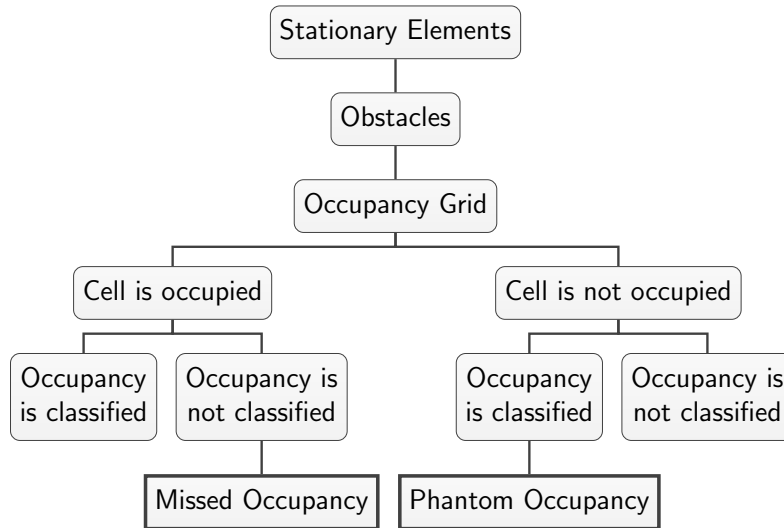 Stationary Elements
Obstacles
Occupancy Grid
Cell is occupied
Cell is not occupied
Occupancy
is classified
Occupancy is
not classified
Occupancy
is classified
Occupancy is
not classified
Missed Occupancy
Phantom Occupancy